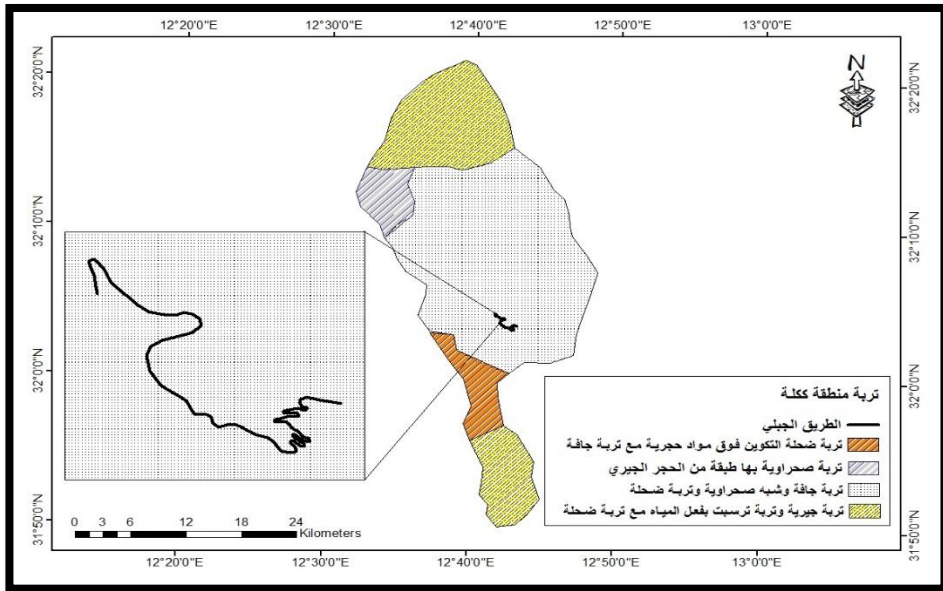 12°20'0"E 12°30'0"E 12°40'0"E 12°50'0"E 13°0'0"E
32°20'0"N
32°10'0"N
32°0'0"N
31°50'0"N
N
32°20'0"N
32°10'0"N
32°0'0"N
31°50'0"N
تربة منطقة ككلة
الطريق الجبلي
تربة ضحلة التكوين فوق مواد حجرية مع تربة جافة
تربة صحراوية بها طبقة من الحجر الجيري
تربة جافة وشبه صحراوية وتربة ضحلة
تربة جيرية وتربة ترسبت بفعل المياه مع تربة ضحلة
0 3 6 12 18 24
Kilometers
12°20'0"E 12°30'0"E 12°40'0"E 12°50'0"E 13°0'0"E